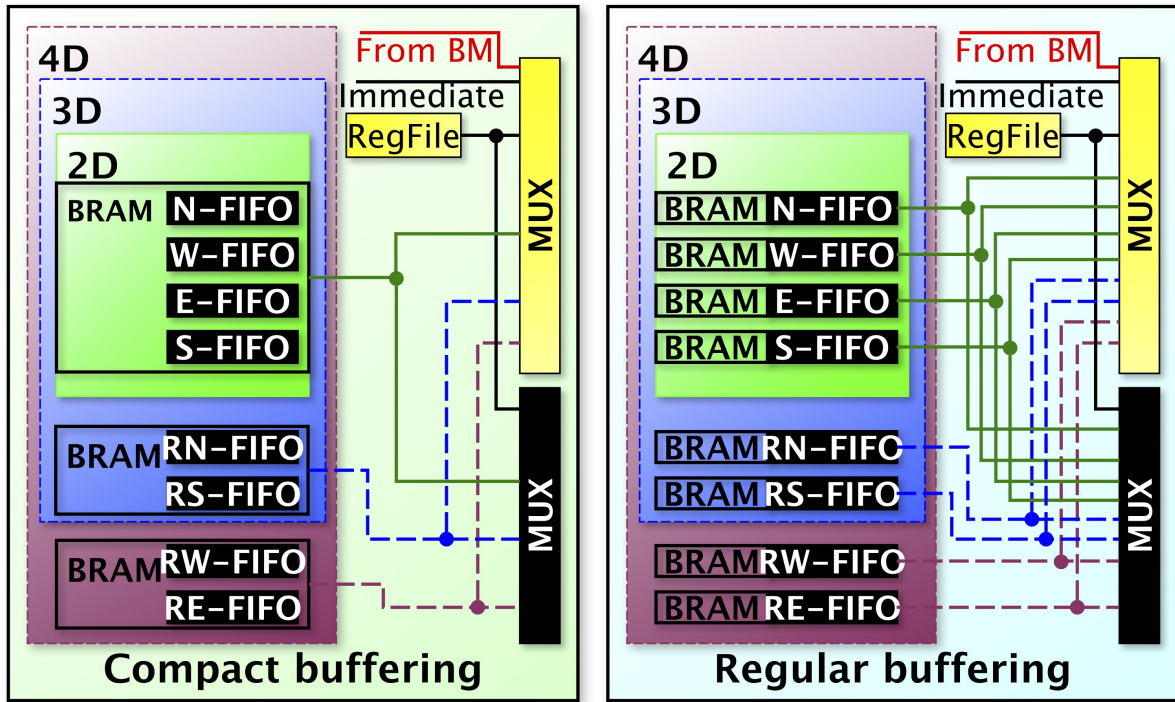 4D
From BM
3D
Immediate
RegFile
2D
BRAM
N-FIFO
W-FIFO
E-FIFO
S-FIFO
MUX
BRAM
RN-FIFO
RS-FIFO
MUX
BRAM
RW-FIFO
RE-FIFO
Compact buffering
4D
From BM
3D
Immediate
RegFile
2D
BRAM N-FIFO
BRAM W-FIFO
BRAM E-FIFO
BRAM S-FIFO
MUX
BRAM RN-FIFO
BRAM RS-FIFO
MUX
BRAM RW-FIFO
BRAM RE-FIFO
Regular buffering